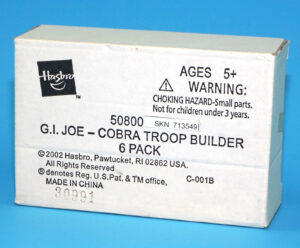 Hasbro
AGES 5+
WARNING:
CHOKING HAZARD-Small parts.
Not for children under 3 years.
50800 SKN 713549
G.I. JOE – COBRA TROOP BUILDER
6 PACK
©2002 Hasbro, Pawtucket, RI 02862 USA.
All Rights Reserved.
® denotes Reg. U.S.Pat. & TM office,
MADE IN CHINA C-001B
30991